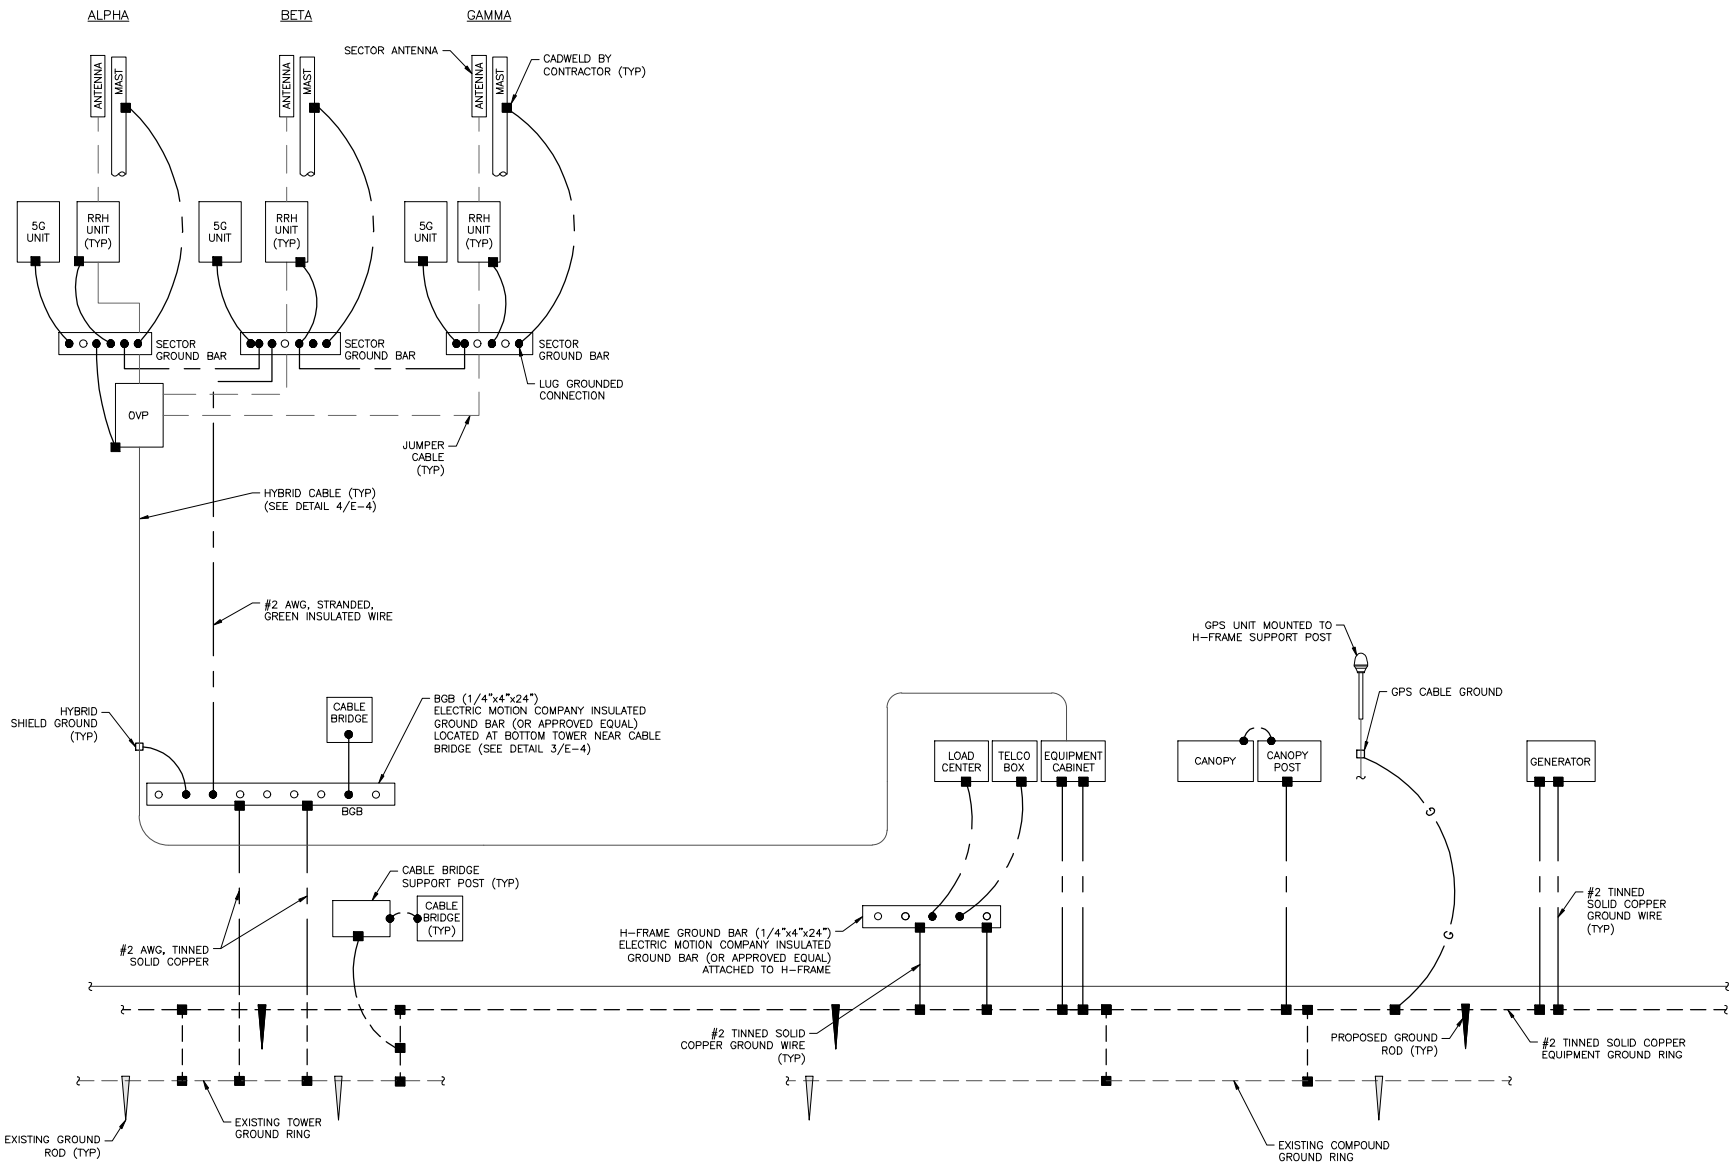 ALPHA
BETA
GAMMA
SECTOR ANTENNA
CADWELD BY
CONTRACTOR (TYP)
ANTENNA
MAST
ANTENNA
MAST
ANTENNA
MAST
5G
UNIT
RRH
UNIT
(TYP)
5G
UNIT
RRH
UNIT
(TYP)
5G
UNIT
RRH
UNIT
(TYP)
SECTOR
GROUND BAR
SECTOR
GROUND BAR
SECTOR
GROUND BAR
LUG GROUNDED
CONNECTION
OVP
JUMPER
CABLE
(TYP)
HYBRID CABLE (TYP)
(SEE DETAIL 4/E-4)
#2 AWG, STRANDED,
GREEN INSULATED WIRE
GPS UNIT MOUNTED TO
H-FRAME SUPPORT POST
GPS CABLE GROUND
HYBRID
SHIELD GROUND
(TYP)
CABLE
BRIDGE
BGB (1/4"x4"x24")
ELECTRIC MOTION COMPANY INSULATED
GROUND BAR (OR APPROVED EQUAL)
LOCATED AT BOTTOM TOWER NEAR CABLE
BRIDGE (SEE DETAIL 3/E-4)
BGB
LOAD
CENTER
TELCO
BOX
EQUIPMENT
CABINET
CANOPY
CANOPY
POST
GENERATOR
G
G
CABLE BRIDGE
SUPPORT POST (TYP)
CABLE
BRIDGE
(TYP)
#2 AWG, TINNED
SOLID COPPER
H-FRAME GROUND BAR (1/4"x4"x24")
ELECTRIC MOTION COMPANY INSULATED
GROUND BAR (OR APPROVED EQUAL)
ATTACHED TO H-FRAME
#2 TINNED
SOLID COPPER
GROUND WIRE
(TYP)
#2 TINNED SOLID
COPPER GROUND WIRE
(TYP)
PROPOSED GROUND
ROD (TYP)
#2 TINNED SOLID COPPER
EQUIPMENT GROUND RING
EXISTING GROUND
ROD (TYP)
EXISTING TOWER
GROUND RING
EXISTING COMPOUND
GROUND RING